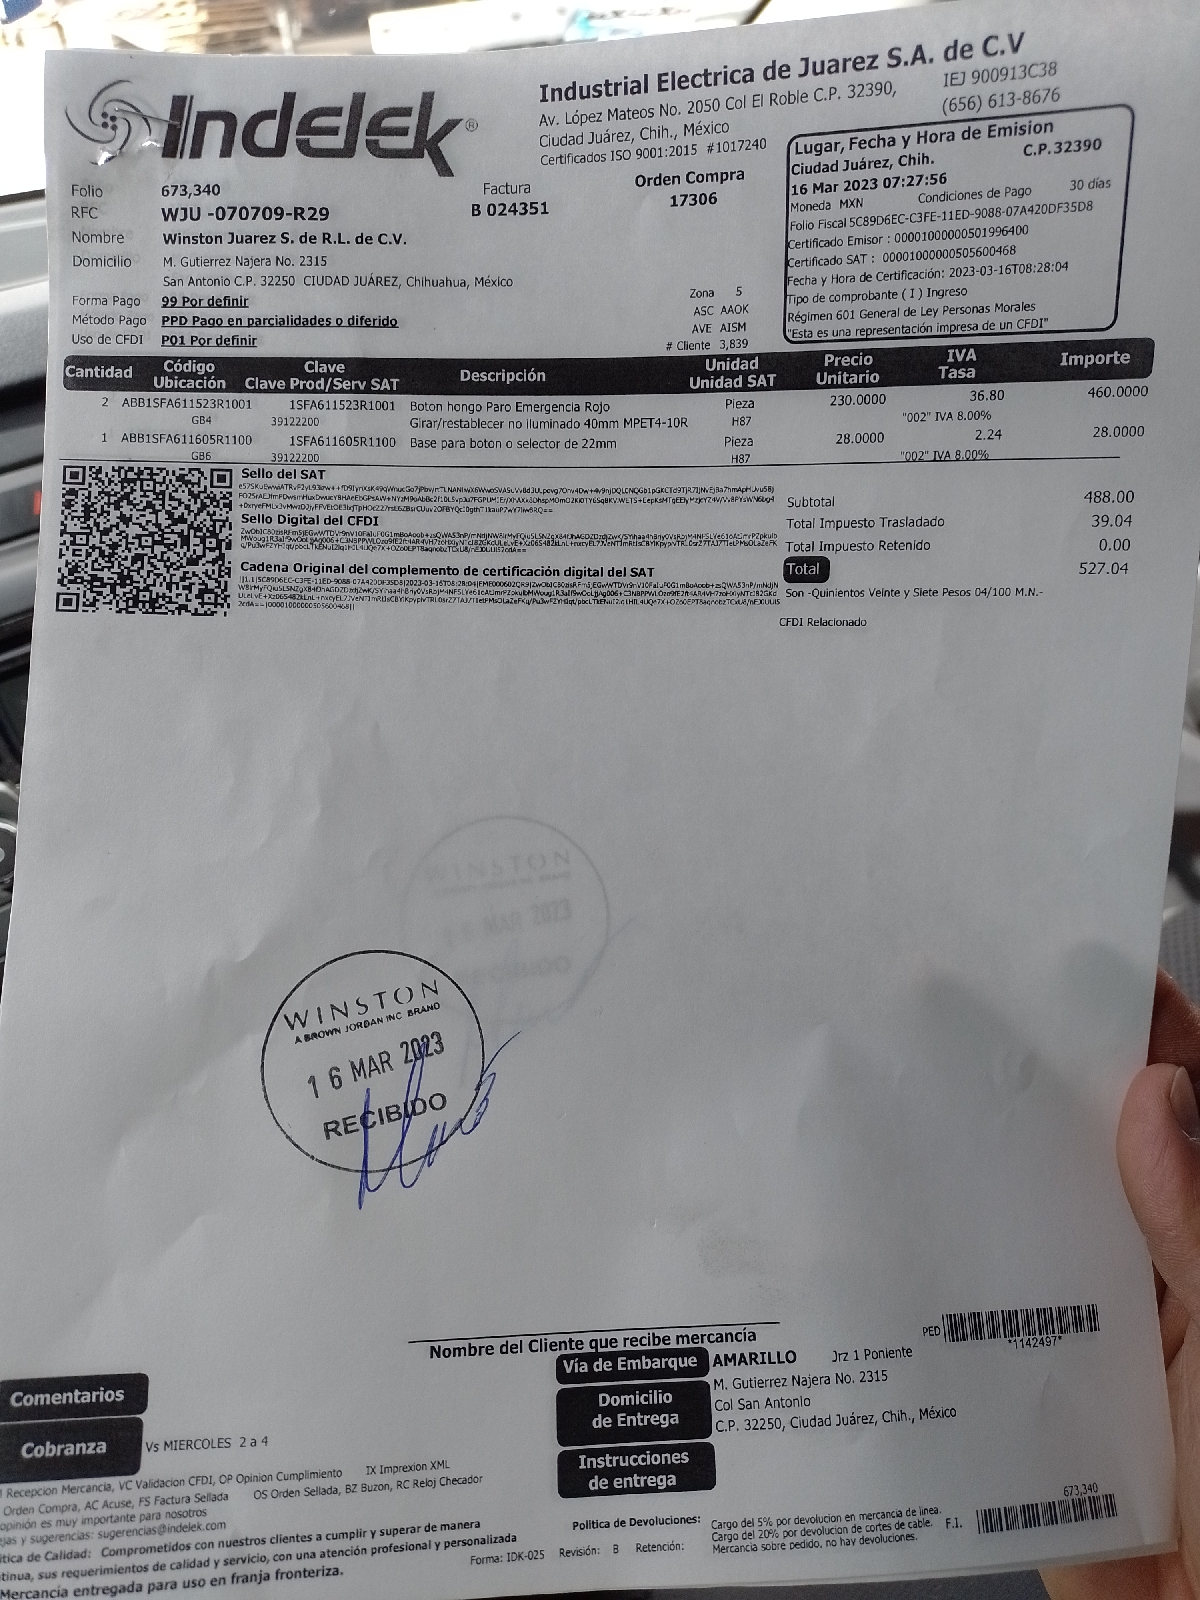 Indelek®
Industrial Electrica de Juarez S.A. de C.V
Av. López Mateos No. 2050 Col El Roble C.P. 32390,
IEJ 900913C38
Ciudad Juárez, Chih., México
(656) 613-8676
Certificados ISO 9001:2015 #1017240
Lugar, Fecha y Hora de Emision
Ciudad Juárez, Chih. C.P.32390
16 Mar 2023 07:27:56
Moneda MXN Condiciones de Pago 30 días
Folio Fiscal 5C89D6EC-C3FE-11ED-9088-07A420DF35D8
Certificado Emisor : 00001000000501996400
Certificado SAT : 00001000000505600468
Fecha y Hora de Certificación: 2023-03-16T08:28:04
Tipo de comprobante ( I ) Ingreso
Régimen 601 General de Ley Personas Morales
"Esta es una representación impresa de un CFDI"
Folio 673,340
Factura
B 024351
Orden Compra
17306
RFC WJU -070709-R29
Nombre Winston Juarez S. de R.L. de C.V.
Domicilio M. Gutierrez Najera No. 2315
San Antonio C.P. 32250 CIUDAD JUÁREZ, Chihuahua, México
Forma Pago 99 Por definir
Método Pago PPD Pago en parcialidades o diferido
Uso de CFDI P01 Por definir
Zona 5
ASC AAOK
AVE AISM
# Cliente 3,839
Cantidad Código Ubicación Clave Clave Prod/Serv SAT Descripción Unidad Unidad SAT Precio Unitario IVA Tasa Importe
2 ABB1SFA611523R1001 1SFA611523R1001 Boton hongo Paro Emergencia Rojo Pieza 230.0000 36.80 460.0000
GB4 39122200 Girar/restablecer no iluminado 40mm MPET4-10R H87 "002" IVA 8.00%
1 ABB1SFA611605R1100 1SFA611605R1100 Base para boton o selector de 22mm Pieza 28.0000 2.24 28.0000
GB6 39122200 H87 "002" IVA 8.00%
Sello del SAT
Sello Digital del CFDI
Cadena Original del complemento de certificación digital del SAT
Subtotal 488.00
Total Impuesto Trasladado 39.04
Total Impuesto Retenido 0.00
Total 527.04
Son -Quinientos Veinte y Siete Pesos 04/100 M.N.-
CFDI Relacionado
WINSTON
16 MAR 2023
RECIBIDO
WINSTON
A BROWN JORDAN INC BRAND
16 MAR 2023
RECIBIDO
Nombre del Cliente que recibe mercancía
PED
*1142497*
Vía de Embarque AMARILLO Jrz 1 Poniente
Domicilio de Entrega
M. Gutierrez Najera No. 2315
Col San Antonio
C.P. 32250, Ciudad Juárez, Chih., México
Instrucciones de entrega
Comentarios
Cobranza Vs MIERCOLES 2 a 4
Recepcion Mercancia, VC Validacion CFDI, OP Opinion Cumplimiento IX Imprexion XML
Orden Compra, AC Acuse, FS Factura Sellada OS Orden Sellada, BZ Buzon, RC Reloj Checador
opinión es muy importante para nosotros
ejas y sugerencias: sugerencias@indelek.com
itica de Calidad: Comprometidos con nuestros clientes a cumplir y superar de manera
tinua, sus requerimientos de calidad y servicio, con una atención profesional y personalizada
Mercancía entregada para uso en franja fronteriza.
Forma: IDK-025 Revisión: B Retención:
Politica de Devoluciones:
Cargo del 5% por devolucion en mercancia de linea.
Cargo del 20% por devolucion de cortes de cable.
Mercancia sobre pedido, no hay devoluciones.
F.1.
673,340